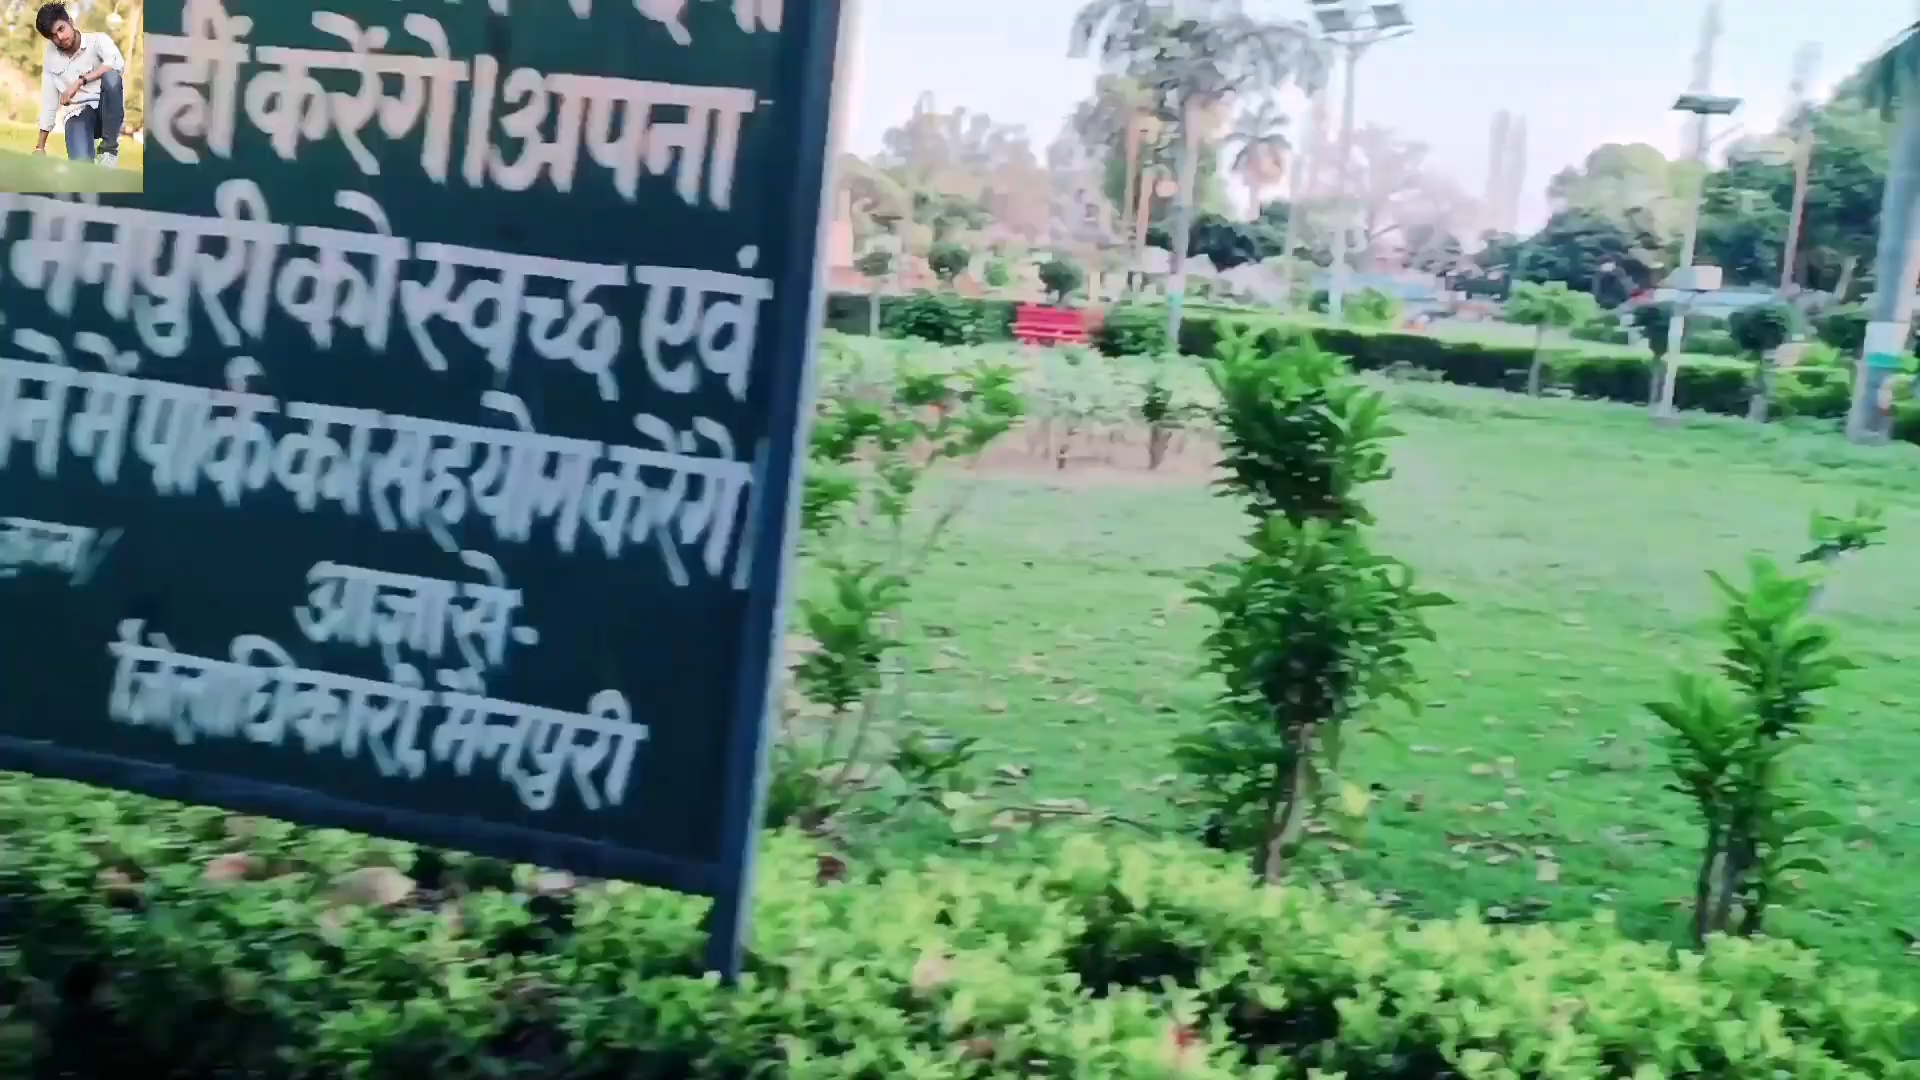 हीं करेंगे। अपना
मैनपुरी को स्वच्छ एवं
में पार्क का सहयोग करेंगे।
आज्ञा से-
जिलाधिकारी, मैनपुरी